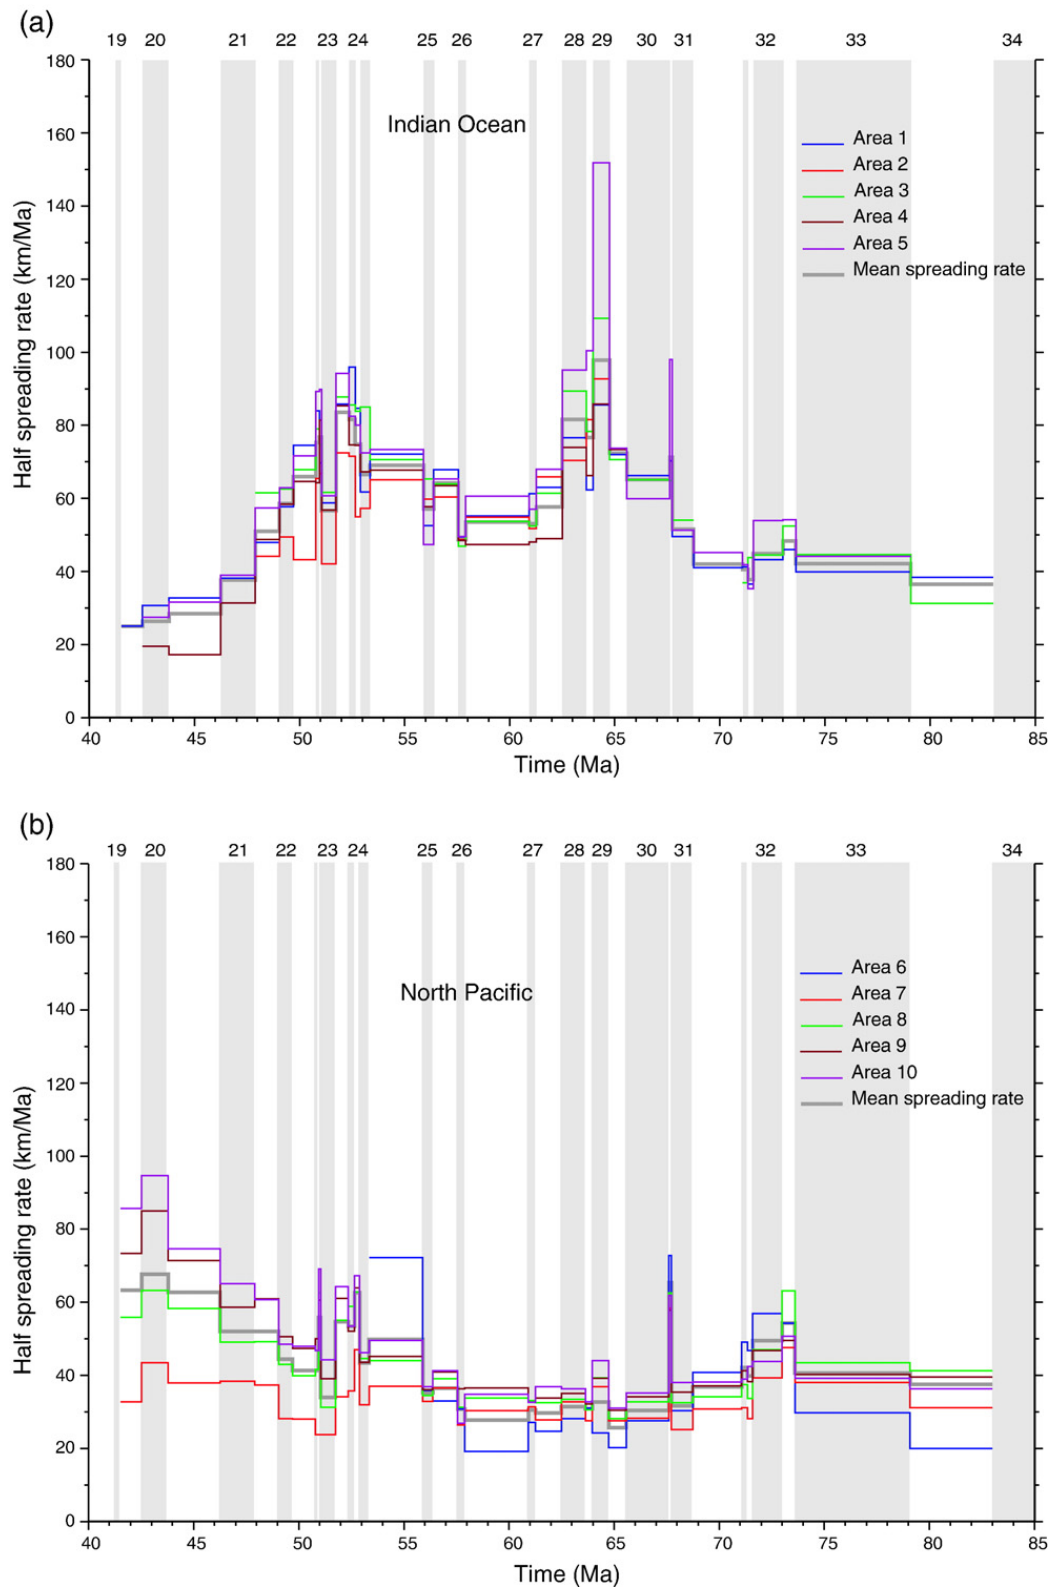 (a)
19 20 21 22 23 24 25 26 27 28 29 30 31 32 33 34
180
160
140
120
100
80
60
40
20
0
Half spreading rate (km/Ma)
Indian Ocean
Area 1
Area 2
Area 3
Area 4
Area 5
Mean spreading rate
40 45 50 55 60 65 70 75 80 85
Time (Ma)
(b)
19 20 21 22 23 24 25 26 27 28 29 30 31 32 33 34
180
160
140
120
100
80
60
40
20
0
Half spreading rate (km/Ma)
North Pacific
Area 6
Area 7
Area 8
Area 9
Area 10
Mean spreading rate
40 45 50 55 60 65 70 75 80 85
Time (Ma)